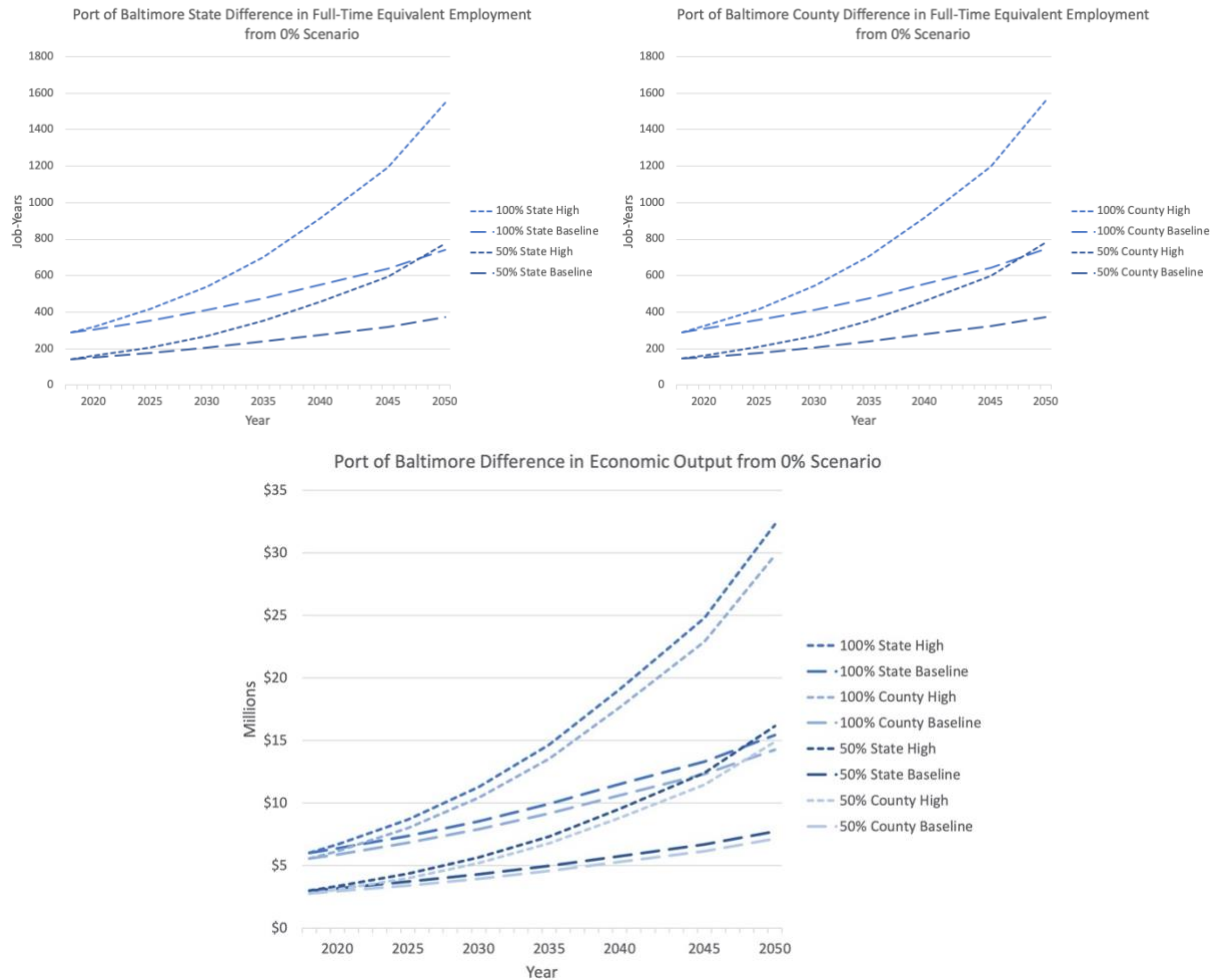 Port of Baltimore State Difference in Full-Time Equivalent Employment
from 0% Scenario
1800
1600
1400
1200
1000
800
600
400
200
0
Job-Years
2020 2025 2030 2035 2040 2045 2050
Year
100% State High
100% State Baseline
50% State High
50% State Baseline
Port of Baltimore County Difference in Full-Time Equivalent Employment
from 0% Scenario
1800
1600
1400
1200
1000
800
600
400
200
0
Job-Years
2020 2025 2030 2035 2040 2045 2050
Year
100% County High
100% County Baseline
50% County High
50% County Baseline
Port of Baltimore Difference in Economic Output from 0% Scenario
$35
$30
$25
$20
$15
$10
$5
$0
Millions
2020 2025 2030 2035 2040 2045 2050
Year
100% State High
100% State Baseline
100% County High
100% County Baseline
50% State High
50% State Baseline
50% County High
50% County Baseline